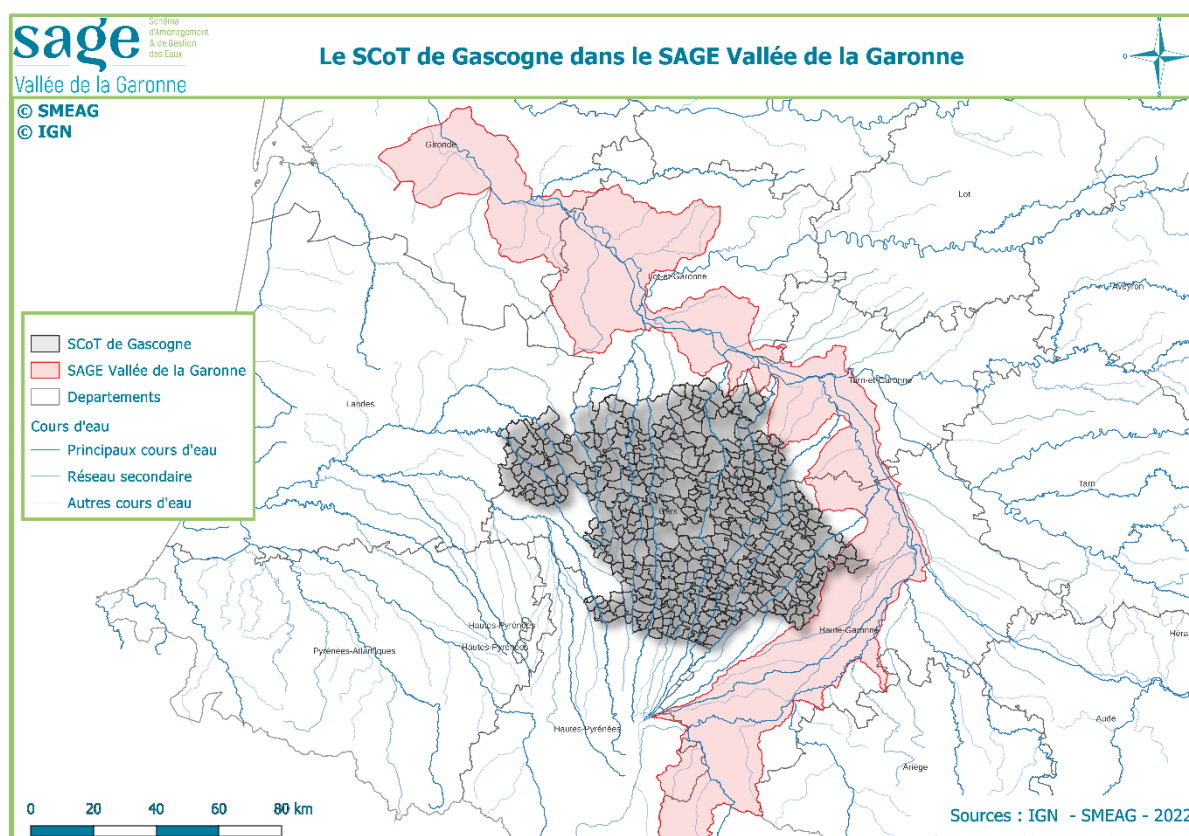 sage
Schéma
d'Aménagement
& de Gestion
des Eaux
Vallée de la Garonne
Le SCoT de Gascogne dans le SAGE Vallée de la Garonne
N
O
E
S
© SMEAG
© IGN
Gironde
Lot
Lot-et-Garonne
Aveyron
SCoT de Gascogne
SAGE Vallée de la Garonne
Departements
Cours d'eau
Principaux cours d'eau
Réseau secondaire
Autres cours d'eau
Tarn-et-Garonne
Landes
Tarn
Gers
Hautes-Pyrénées
Haute-Garonne
Héra
Pyrénées-Atlantiques
Hautes-Pyrénées
Hautes-Pyrénées
Aude
Ariège
0 20 40 60 80 km
Sources : IGN - SMEAG - 2022